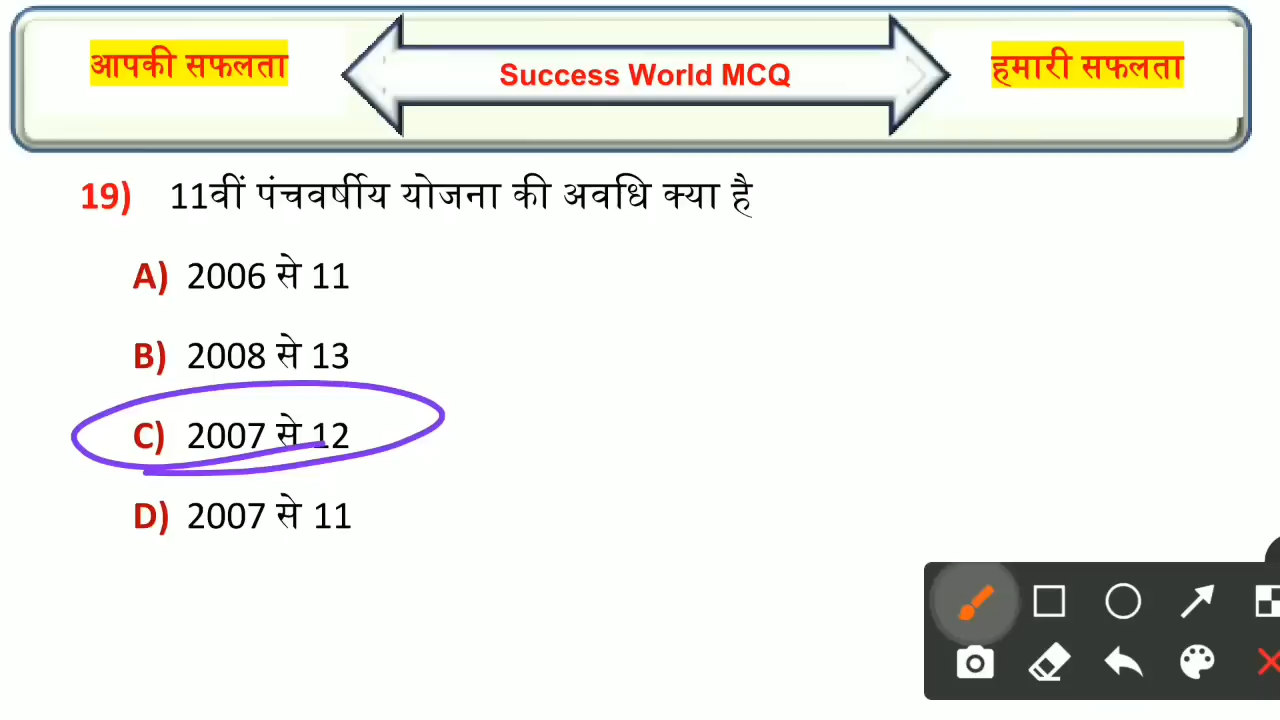 आपकी सफलता
Success World MCQ
हमारी सफलता
19) 11वीं पंचवर्षीय योजना की अवधि क्या है
A) 2006 से 11
B) 2008 से 13
C) 2007 से 12
D) 2007 से 11